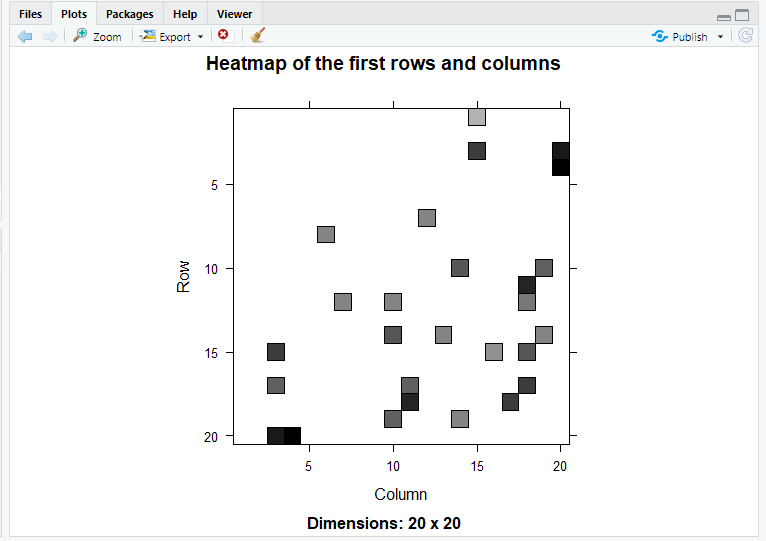 Files Plots Packages Help Viewer
Zoom Export Publish
Heatmap of the first rows and columns
5
10
15
20
Row
5 10 15 20
Column
Dimensions: 20 x 20